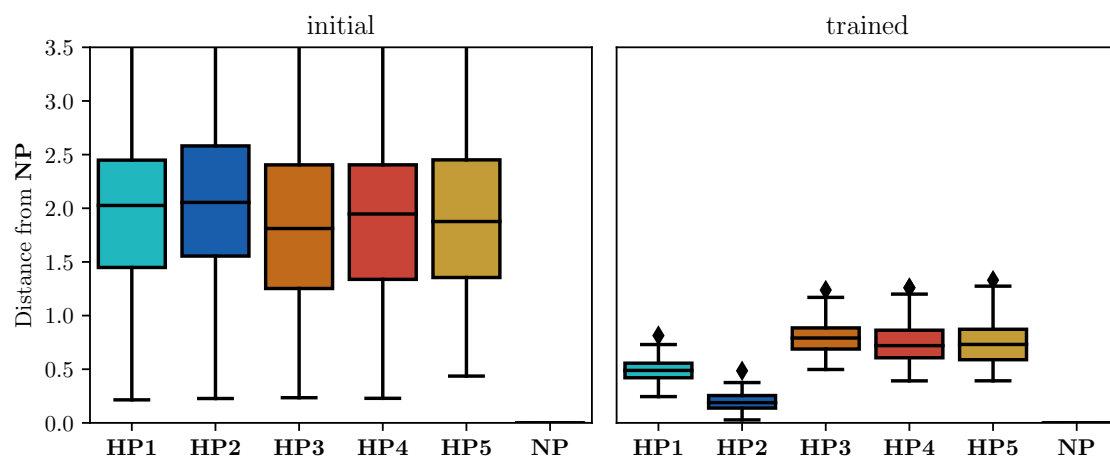 initial
trained
Distance from NP
3.5
3.0
2.5
2.0
1.5
1.0
0.5
0.0
HP1 HP2 HP3 HP4 HP5 NP
HP1 HP2 HP3 HP4 HP5 NP